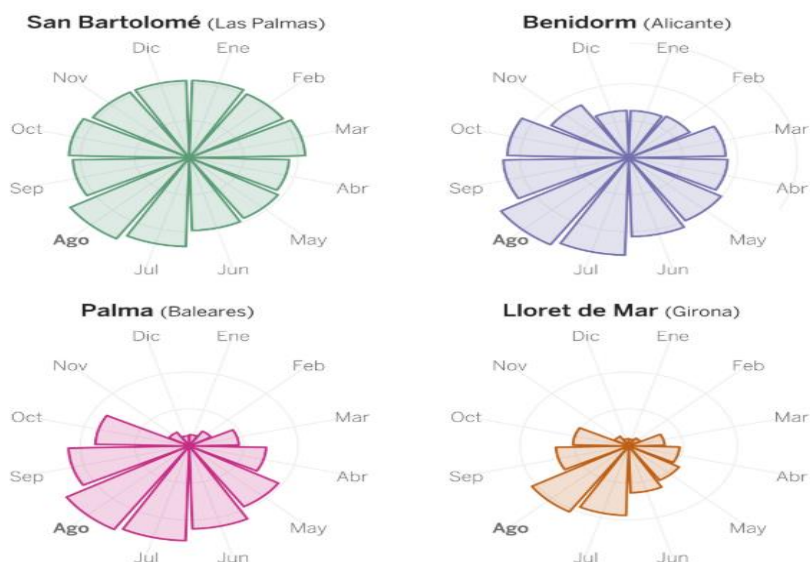 San Bartolomé (Las Palmas)
Dic
Ene
Nov
Feb
Oct
Mar
Sep
Abr
Ago
May
Jul
Jun
Benidorm (Alicante)
Dic
Ene
Nov
Feb
Oct
Mar
Sep
Abr
Ago
May
Jul
Jun
Palma (Baleares)
Dic
Ene
Nov
Feb
Oct
Mar
Sep
Abr
Ago
May
Jul
Jun
Lloret de Mar (Girona)
Dic
Ene
Nov
Feb
Oct
Mar
Sep
Abr
Ago
May
Jul
Jun